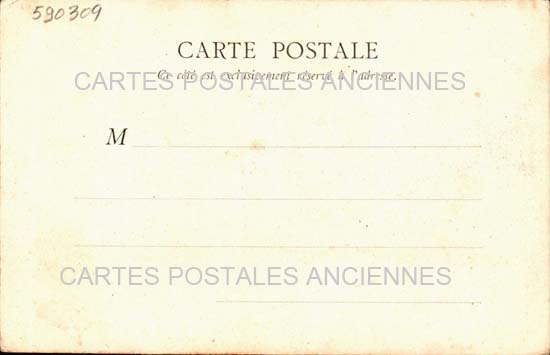 590309
CARTE POSTALE
Ce côté est exclusivement réservé à l'adresse.
CARTES POSTALES ANCIENNES
M
CARTES POSTALES ANCIENNES